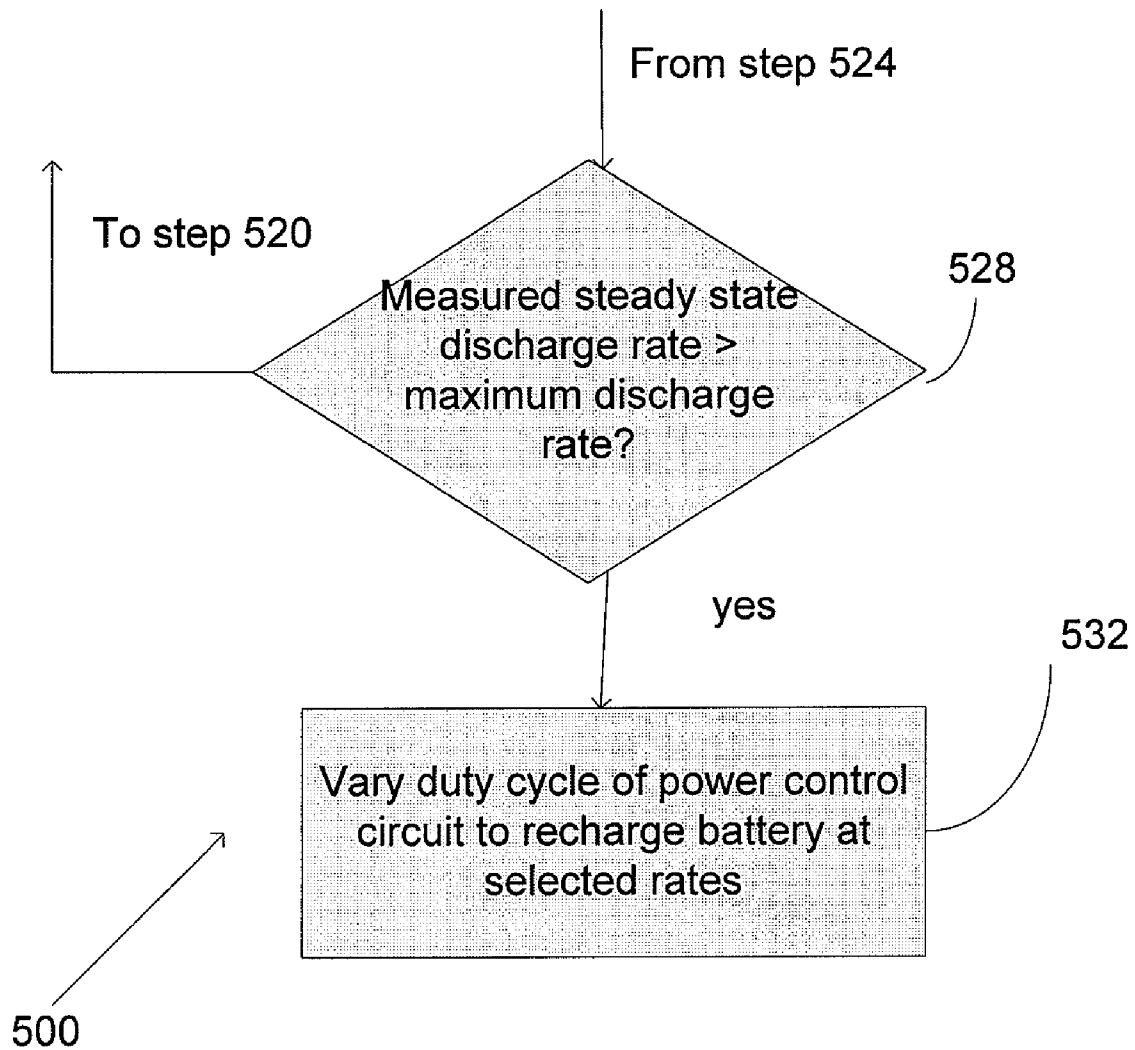 From step 524
To step 520
528
Measured steady state
discharge rate >
maximum discharge
rate?
yes
532
Vary duty cycle of power control
circuit to recharge battery at
selected rates
500